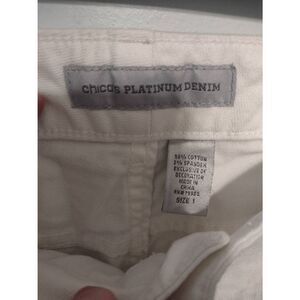 chico's PLATINUM DENIM
98% COTTON
2% SPANDEX
EXCLUSIVE OF
DECORATION
MADE IN
CHINA
SIZE 1